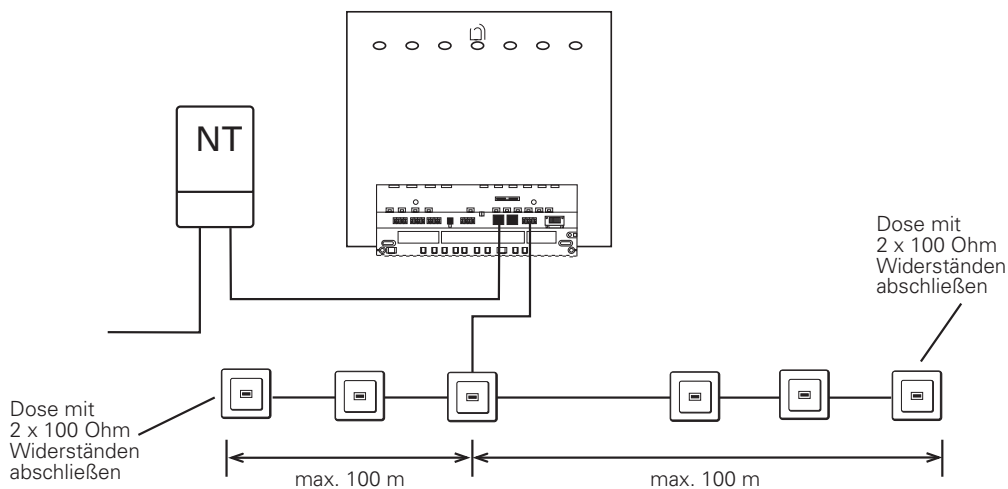 NT
Dose mit
2 x 100 Ohm
Widerständen
abschließen
Dose mit
2 x 100 Ohm
Widerständen
abschließen
max. 100 m
max. 100 m